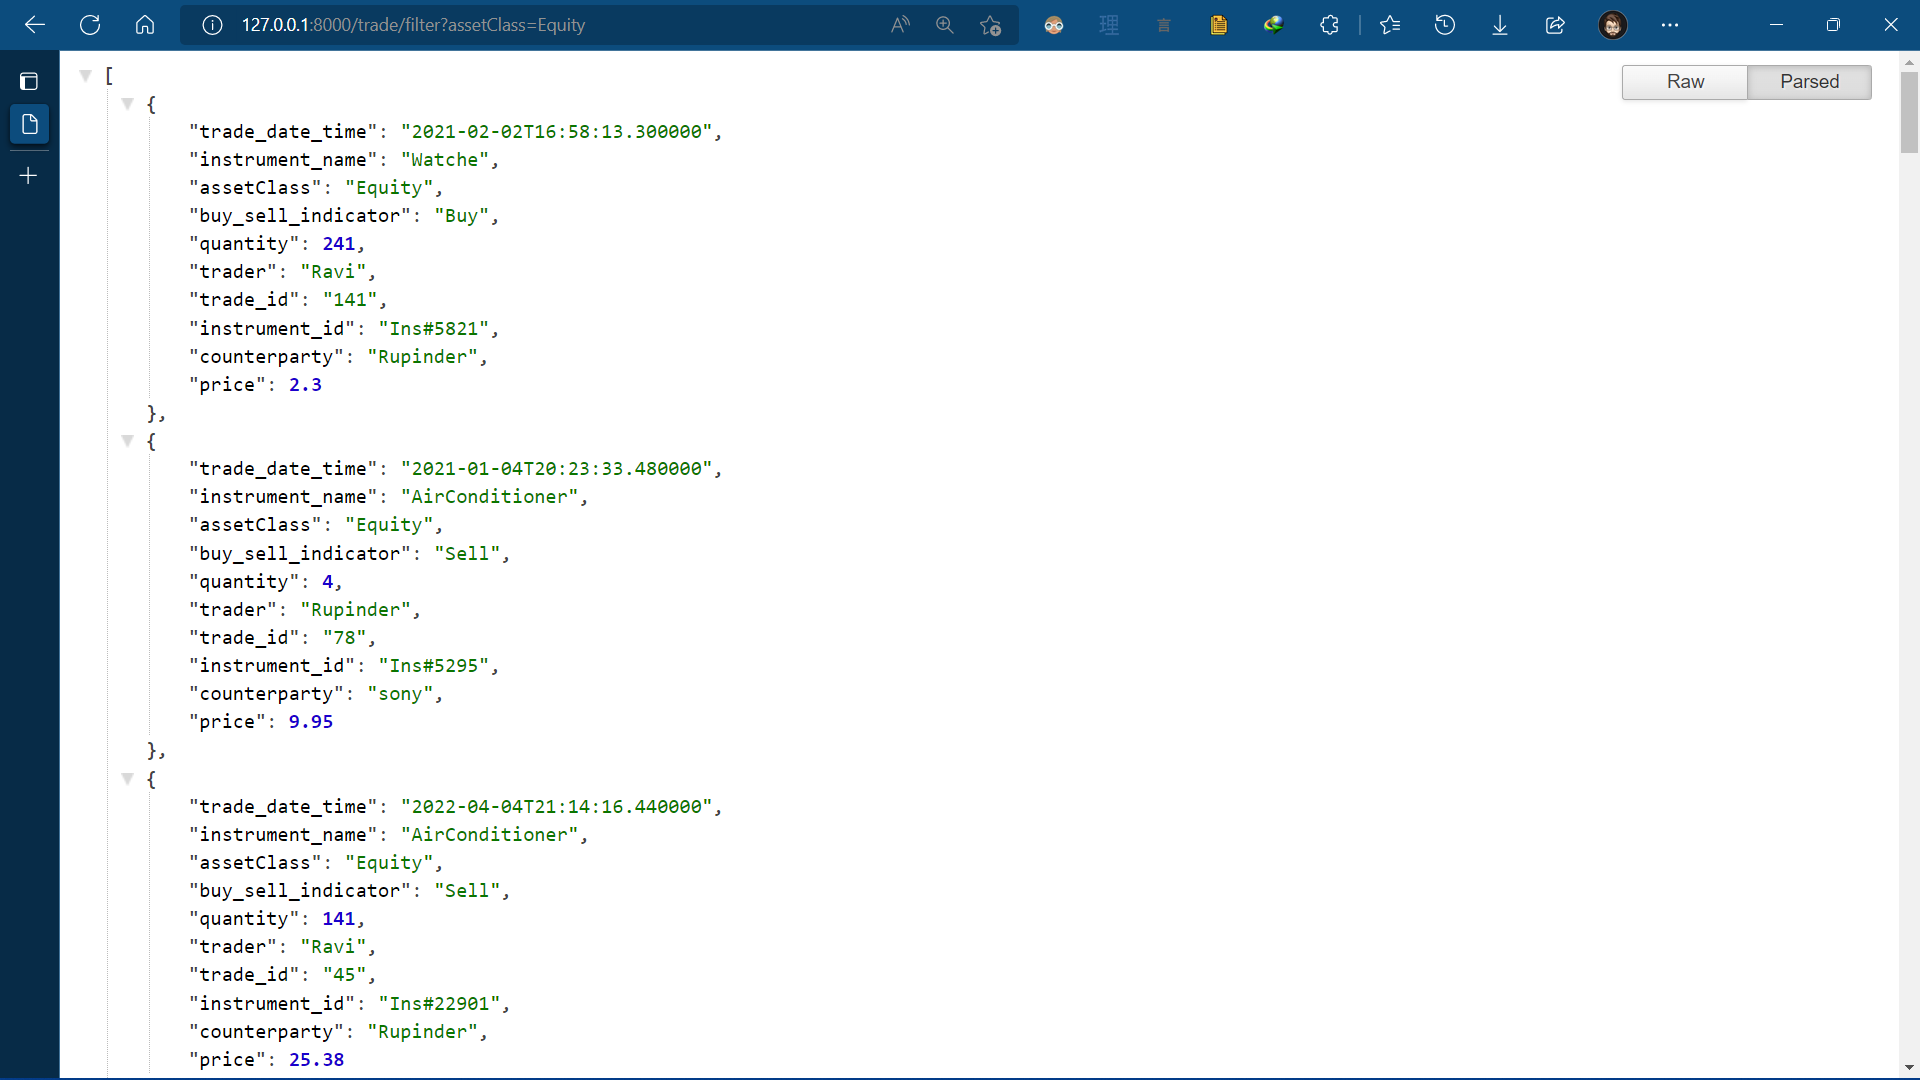 127.0.0.1:8000/trade/filter?assetClass=Equity
Raw
Parsed
[
{
"trade_date_time": "2021-02-02T16:58:13.300000",
"instrument_name": "Watche",
"assetClass": "Equity",
"buy_sell_indicator": "Buy",
"quantity": 241,
"trader": "Ravi",
"trade_id": "141",
"instrument_id": "Ins#5821",
"counterparty": "Rupinder",
"price": 2.3
},
{
"trade_date_time": "2021-01-04T20:23:33.480000",
"instrument_name": "AirConditioner",
"assetClass": "Equity",
"buy_sell_indicator": "Sell",
"quantity": 4,
"trader": "Rupinder",
"trade_id": "78",
"instrument_id": "Ins#5295",
"counterparty": "sony",
"price": 9.95
},
{
"trade_date_time": "2022-04-04T21:14:16.440000",
"instrument_name": "AirConditioner",
"assetClass": "Equity",
"buy_sell_indicator": "Sell",
"quantity": 141,
"trader": "Ravi",
"trade_id": "45",
"instrument_id": "Ins#22901",
"counterparty": "Rupinder",
"price": 25.38